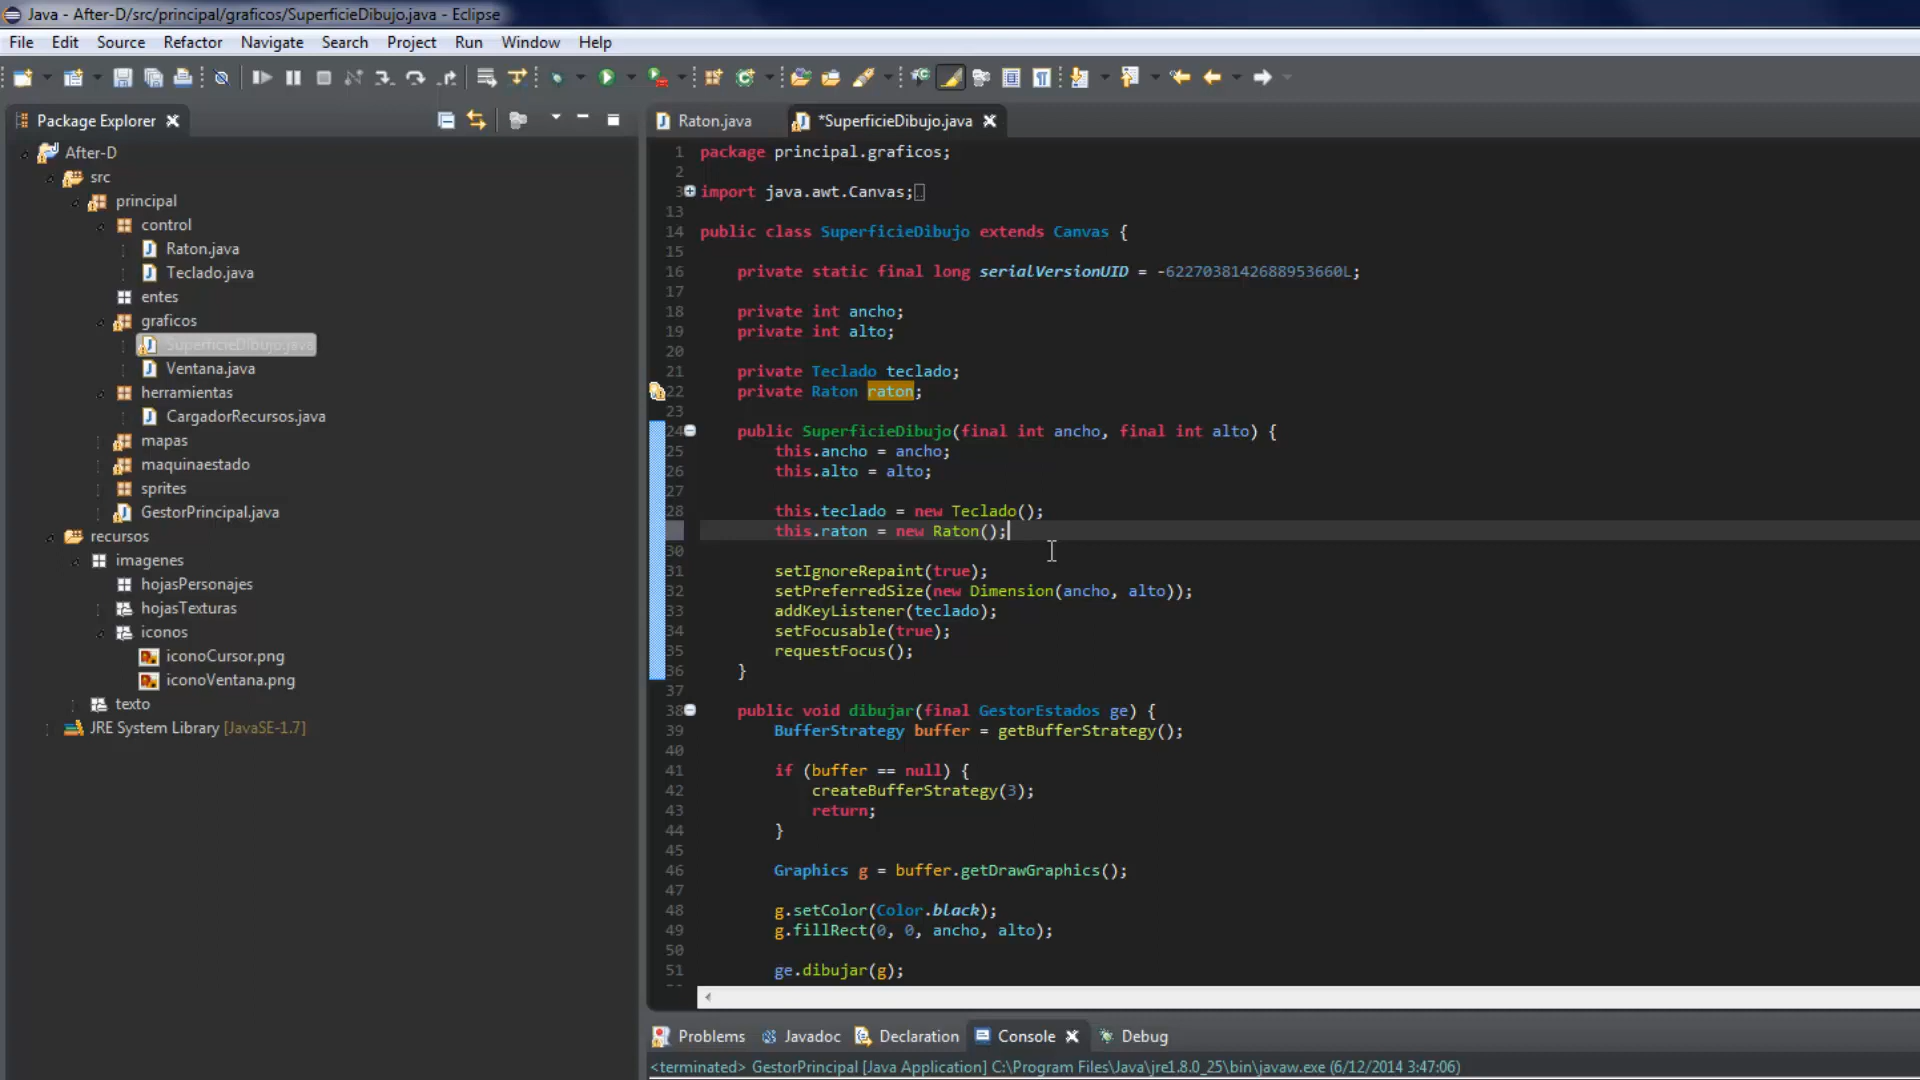 Java - After-D/src/principal/graficos/SuperficieDibujo.java - Eclipse
File Edit Source Refactor Navigate Search Project Run Window Help
Package Explorer
After-D
src
principal
control
Raton.java
Teclado.java
entes
graficos
SuperficieDibujo.java
Ventana.java
herramientas
CargadorRecursos.java
mapas
maquinaestado
sprites
GestorPrincipal.java
recursos
imagenes
hojasPersonajes
hojasTexturas
iconos
iconoCursor.png
iconoVentana.png
texto
JRE System Library [JavaSE-1.7]
Raton.java *SuperficieDibujo.java
1 package principal.graficos;
2
3 import java.awt.Canvas;
13
14 public class SuperficieDibujo extends Canvas {
15
16 private static final long serialVersionUID = -6227038142688953660L;
17
18 private int ancho;
19 private int alto;
20
21 private Teclado teclado;
22 private Raton raton;
23
24 public SuperficieDibujo(final int ancho, final int alto) {
25 this.ancho = ancho;
26 this.alto = alto;
27
28 this.teclado = new Teclado();
this.raton = new Raton();
30
31 setIgnoreRepaint(true);
32 setPreferredSize(new Dimension(ancho, alto));
33 addKeyListener(teclado);
34 setFocusable(true);
35 requestFocus();
36 }
37
38 public void dibujar(final GestorEstados ge) {
39 BufferStrategy buffer = getBufferStrategy();
40
41 if (buffer == null) {
42 createBufferStrategy(3);
43 return;
44 }
45
46 Graphics g = buffer.getDrawGraphics();
47
48 g.setColor(Color.black);
49 g.fillRect(0, 0, ancho, alto);
50
51 ge.dibujar(g);
Problems Javadoc Declaration Console Debug
<terminated> GestorPrincipal [Java Application] C:\Program Files\Java\jre1.8.0_25\bin\javaw.exe (6/12/2014 3:47:06)